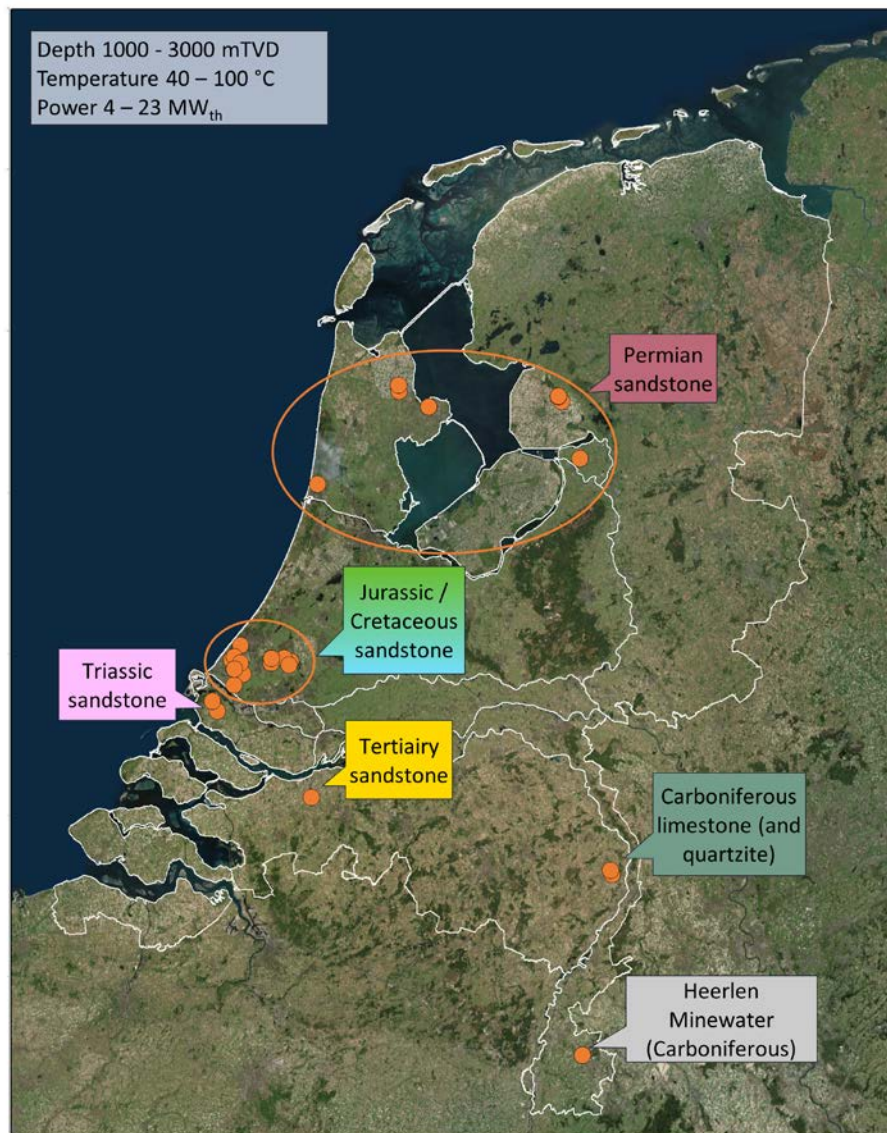 Depth 1000 - 3000 mTVD
Temperature 40 – 100 °C
Power 4 – 23 MWth
Permian
sandstone
Jurassic /
Cretaceous
sandstone
Triassic
sandstone
Tertiairy
sandstone
Carboniferous
limestone (and
quartzite)
Heerlen
Minewater
(Carboniferous)